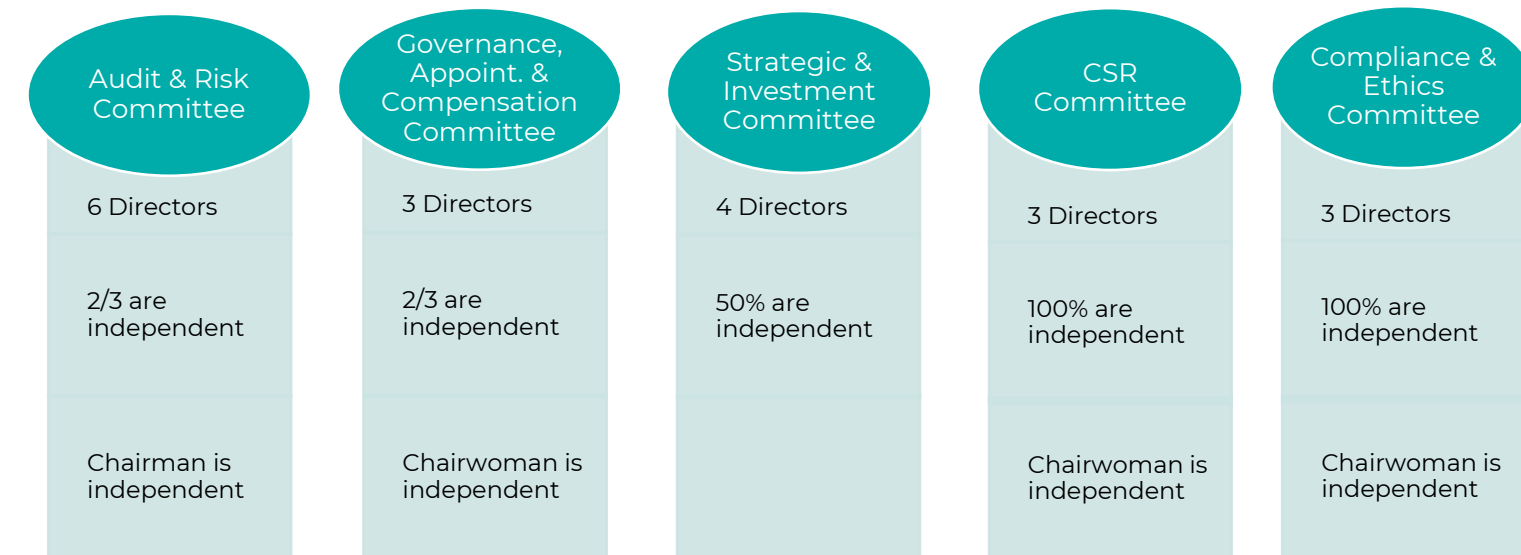 Audit & Risk
Committee
6 Directors
2/3 are
independent
Chairman is
independent
Governance,
Appoint. &
Compensation
Committee
3 Directors
2/3 are
independent
Chairwoman is
independent
Strategic &
Investment
Committee
4 Directors
50% are
independent
CSR
Committee
3 Directors
100% are
independent
Chairwoman is
independent
Compliance &
Ethics
Committee
3 Directors
100% are
independent
Chairwoman is
independent